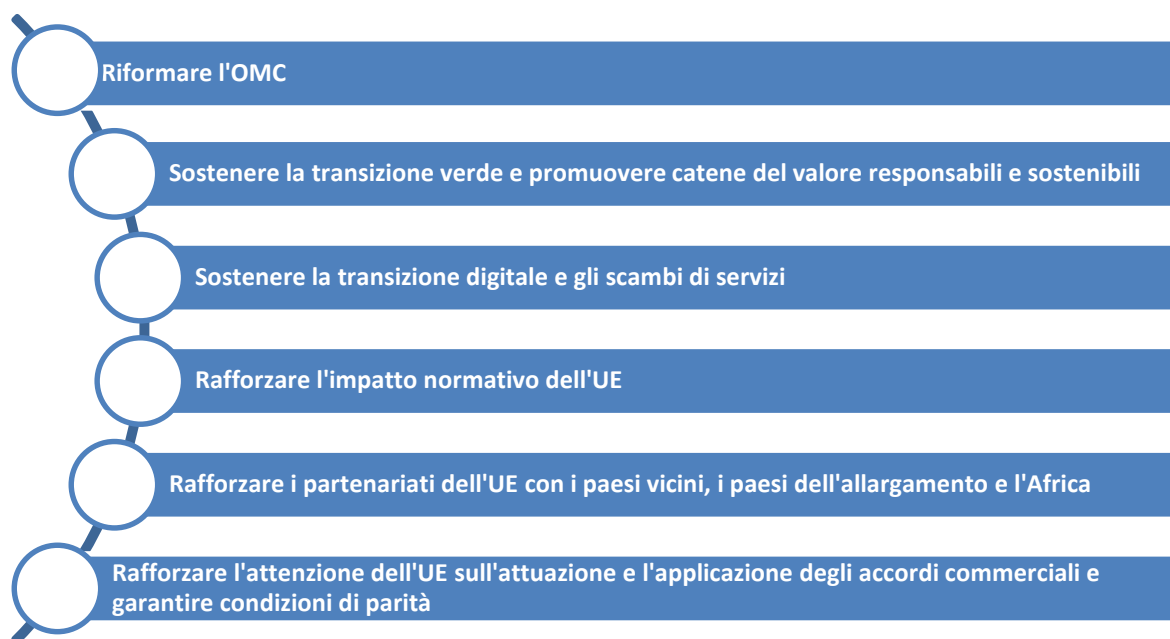 Riformare l'OMC
Sostenere la transizione verde e promuovere catene del valore responsabili e sostenibili
Sostenere la transizione digitale e gli scambi di servizi
Rafforzare l'impatto normativo dell'UE
Rafforzare i partenariati dell'UE con i paesi vicini, i paesi dell'allargamento e l'Africa
Rafforzare l'attenzione dell'UE sull'attuazione e l'applicazione degli accordi commerciali e
garantire condizioni di parità